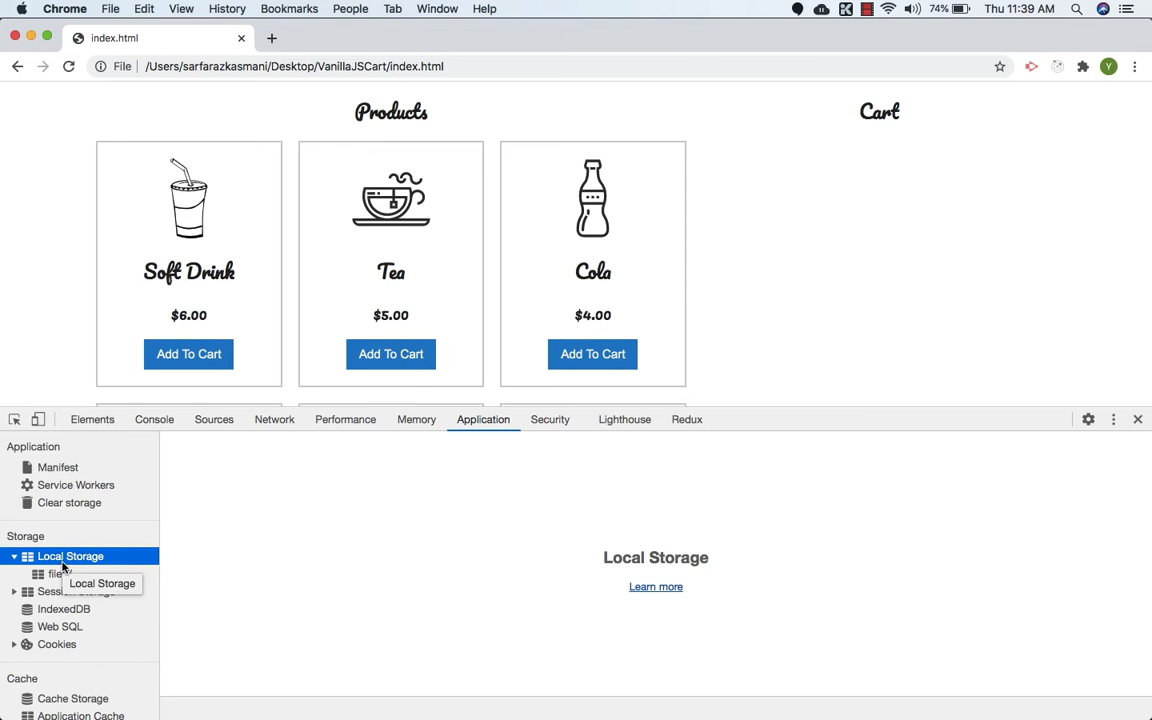 Chrome File Edit View History Bookmarks People Tab Window Help 74% Thu 11:39 AM
index.html
File /Users/sarfarazkasmani/Desktop/VanillaJSCart/index.html Y
Products Cart
Soft Drink Tea Cola
$6.00 $5.00 $4.00
Add To Cart Add To Cart Add To Cart
Elements Console Sources Network Performance Memory Application Security Lighthouse Redux
Application
Manifest
Service Workers
Clear storage
Storage
Local Storage
Local Storage
Learn more
Local Storage
IndexedDB
Web SQL
Cookies
Cache
Cache Storage
Application Cache